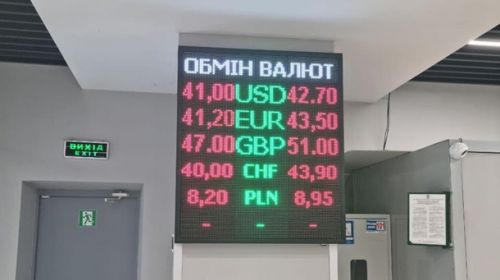 ОБМІН ВАЛЮТ
41,00 USD 42.70
41,20 EUR 43,50
47.00 GBP 51.00
40,00 CHF 43,90
8,20 PLN 8,95
- - -
ВИХІД
EXIT